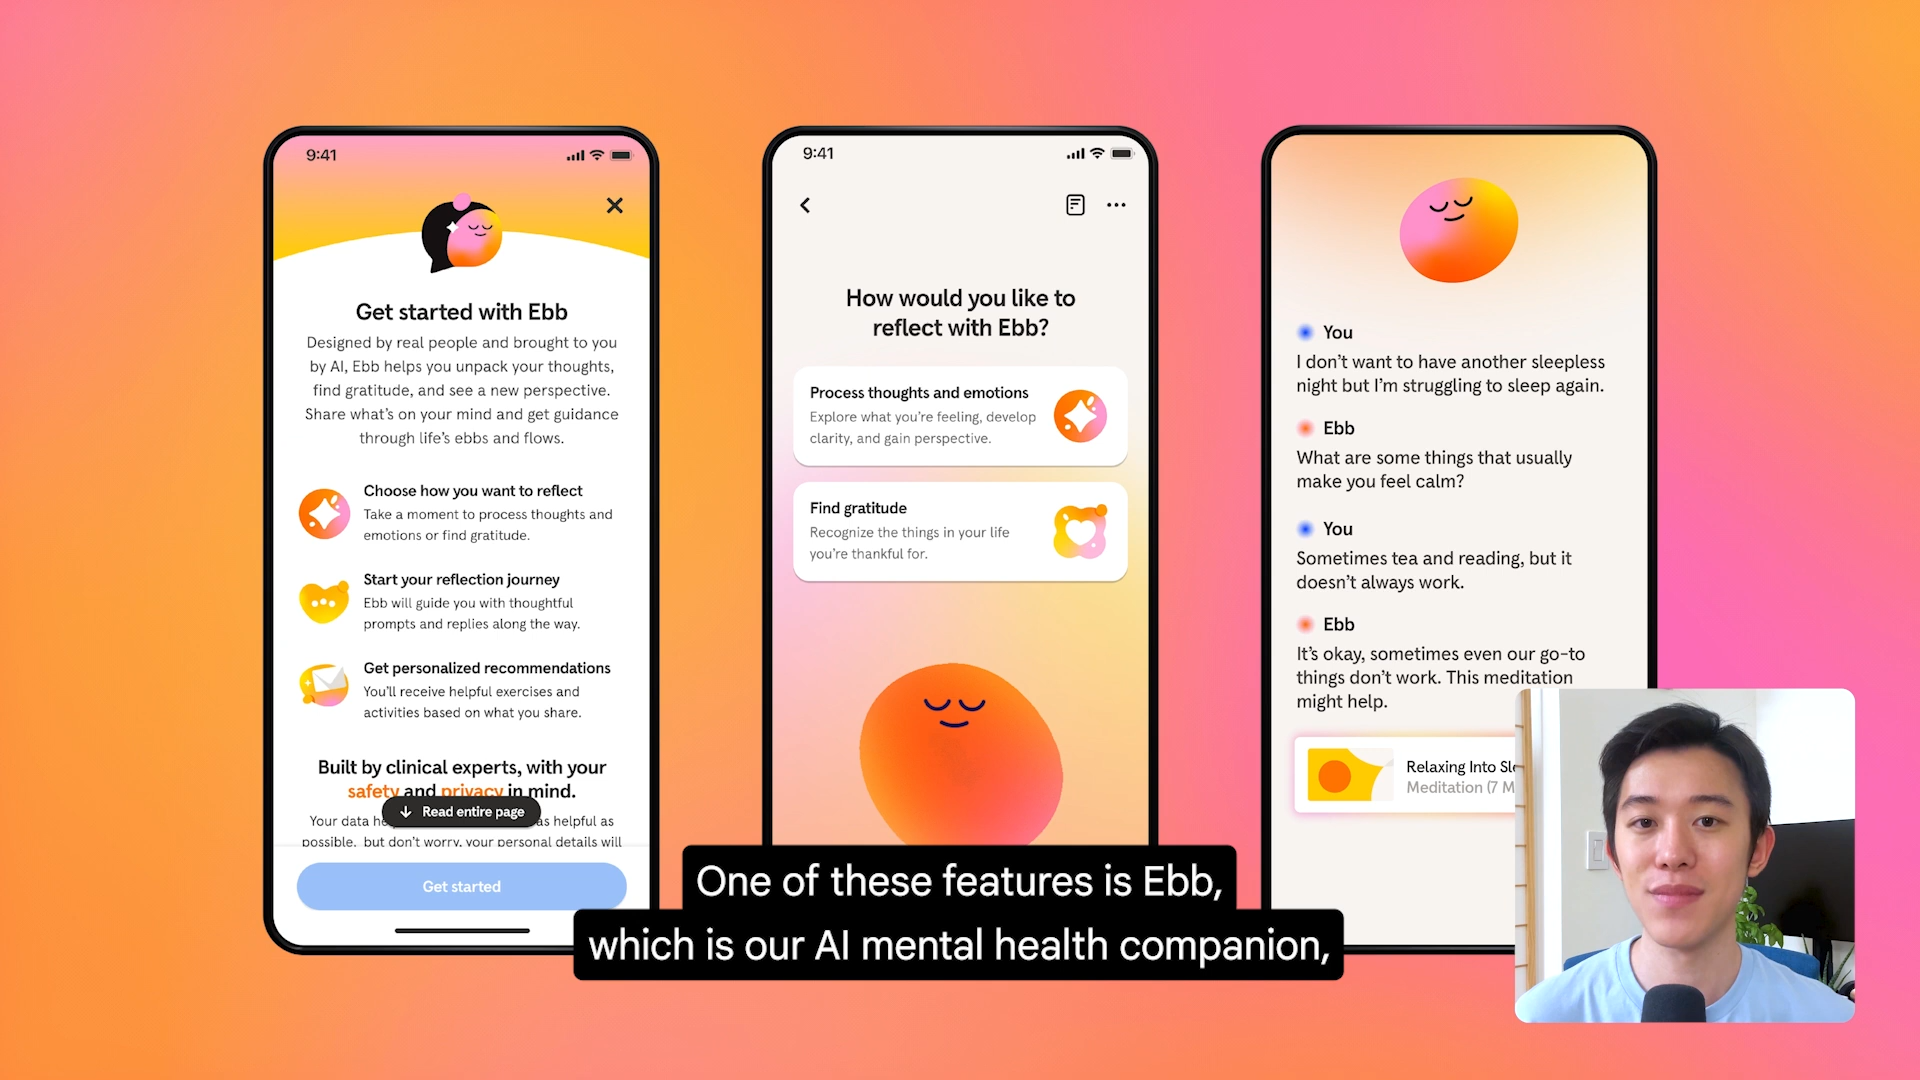 9:41
Get started with Ebb
Designed by real people and brought to you
by AI, Ebb helps you unpack your thoughts,
find gratitude, and see a new perspective.
Share what's on your mind and get guidance
through life's ebbs and flows.
Choose how you want to reflect
Take a moment to process thoughts and
emotions or find gratitude.
Start your reflection journey
Ebb will guide you with thoughtful
prompts and replies along the way.
Get personalized recommendations
You'll receive helpful exercises and
activities based on what you share.
Built by clinical experts, with your
safety and privacy in mind.
Read entire page
Your data as helpful as
possible, but don't worry, your personal details will
Get started
9:41
How would you like to
reflect with Ebb?
Process thoughts and emotions
Explore what you're feeling, develop
clarity, and gain perspective.
Find gratitude
Recognize the things in your life
you're thankful for.
You
I don't want to have another sleepless
night but I'm struggling to sleep again.
Ebb
What are some things that usually
make you feel calm?
You
Sometimes tea and reading, but it
doesn't always work.
Ebb
It's okay, sometimes even our go-to
things don't work. This meditation
might help.
Relaxing Into
Meditation (7
One of these features is Ebb,
which is our AI mental health companion,